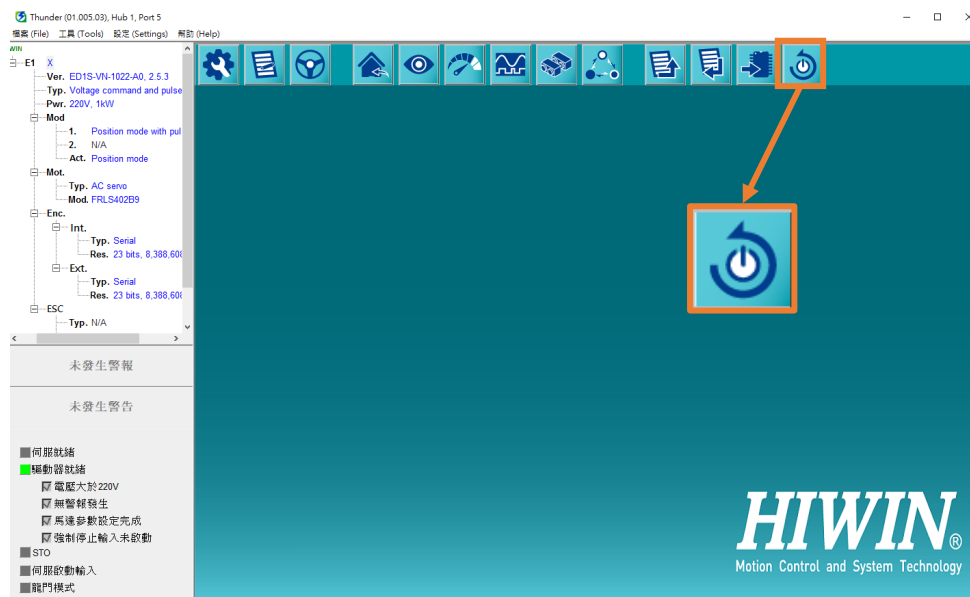 Thunder (01.005.03), Hub 1, Port 5
檔案 (File) 工具 (Tools) 設定 (Settings) 幫助 (Help)
E1 X
Ver. ED1S-VN-1022-A0, 2.5.3
Typ. Voltage command and pulse
Pwr. 220V, 1kW
Mod
1. Position mode with pul
2. N/A
Act. Position mode
Mot.
Typ. AC servo
Mod. FRLS402B9
Enc.
Int.
Typ. Serial
Res. 23 bits, 8,388,608
Ext.
Typ. Serial
Res. 23 bits, 8,388,608
ESC
Typ. N/A
未發生警報
未發生警告
伺服就緒
驅動器就緒
電壓大於220V
無警報發生
馬達參數設定完成
強制停止輸入未啟動
STO
伺服啟動輸入
龍門模式
HIWIN®
Motion Control and System Technology